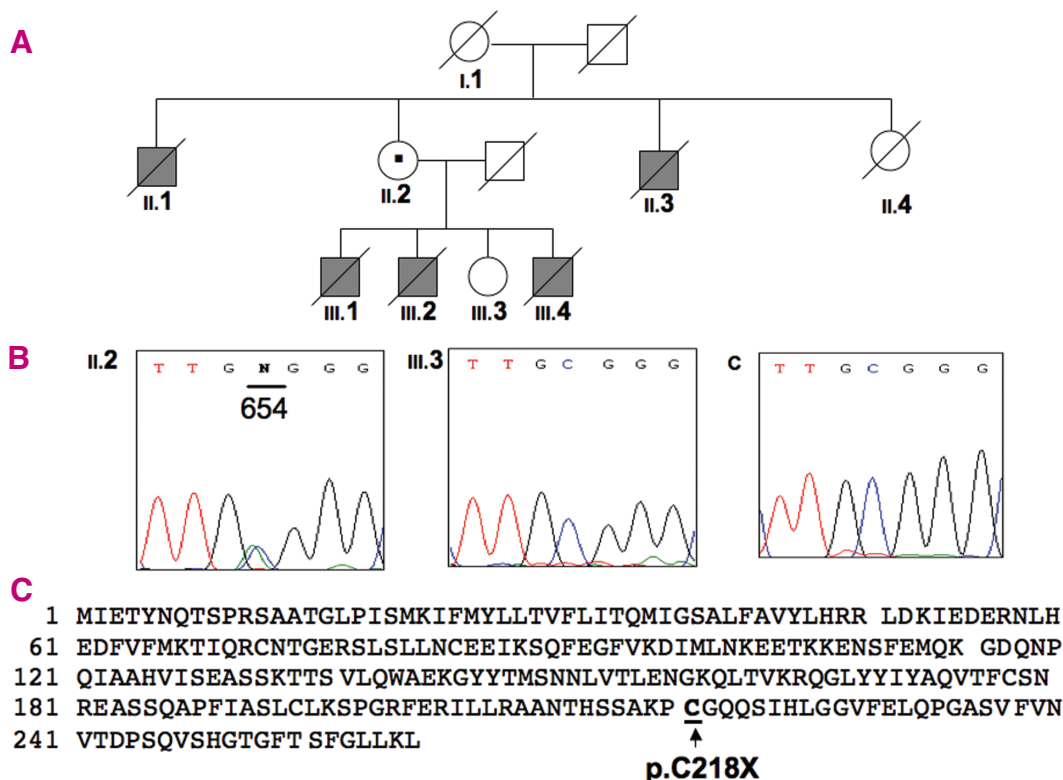 A
I.1
II.1
II.2
II.3
II.4
III.1
III.2
III.3
III.4
B
II.2
T T G N G G G
654
III.3
T T G C G G G
C
T T G C G G G
C
1 MIETYNQTSPRSAATGLPISMKIFMYLLTVFLITQMIGSALFAVYLHRR LDKIEDERNLH
61 EDFVFMKTIQRCNTGERSLSLLNCEEIKSQFEGFVKDIMLNKEETKKENSFEMQK GDQNP
121 QIAAHVISEASSKTTS VLQWAEKGYYTMSNNLVTLENGKQLTVKRQGLYYIYAQVTFCSN
181 REASSQAPFIASLCLKSPGRFERILLRAANTHSSAKP CGQQSIHLGGVFELQPGASVFVN
241 VTDPSQVSHGTGFT SFGLLKL
p.C218X